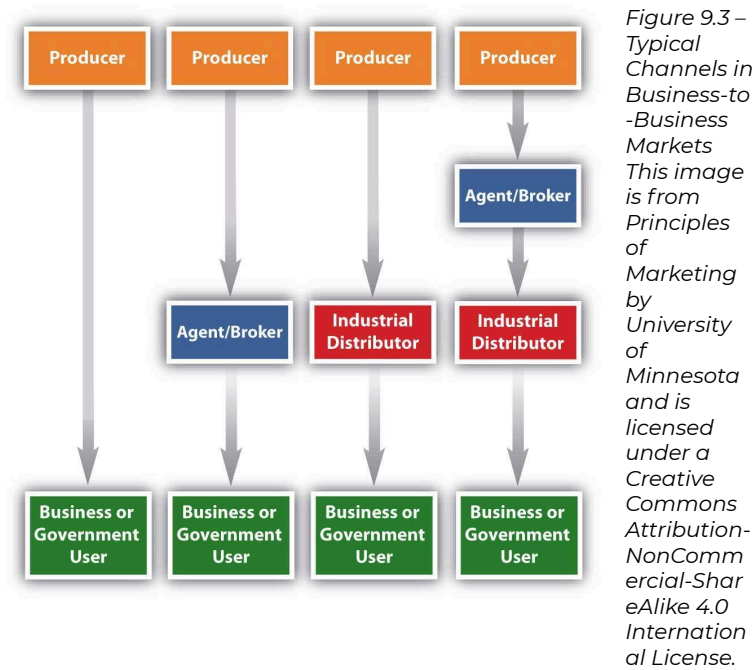 Producer
Producer
Producer
Producer
Agent/Broker
Agent/Broker
Industrial
Distributor
Industrial
Distributor
Business or
Government
User
Business or
Government
User
Business or
Government
User
Business or
Government
User
Figure 9.3 –
Typical
Channels in
Business-to
-Business
Markets
This image
is from
Principles
of
Marketing
by
University
of
Minnesota
and is
licensed
under a
Creative
Commons
Attribution-
NonComm
ercial-Shar
eAlike 4.0
Internation
al License.